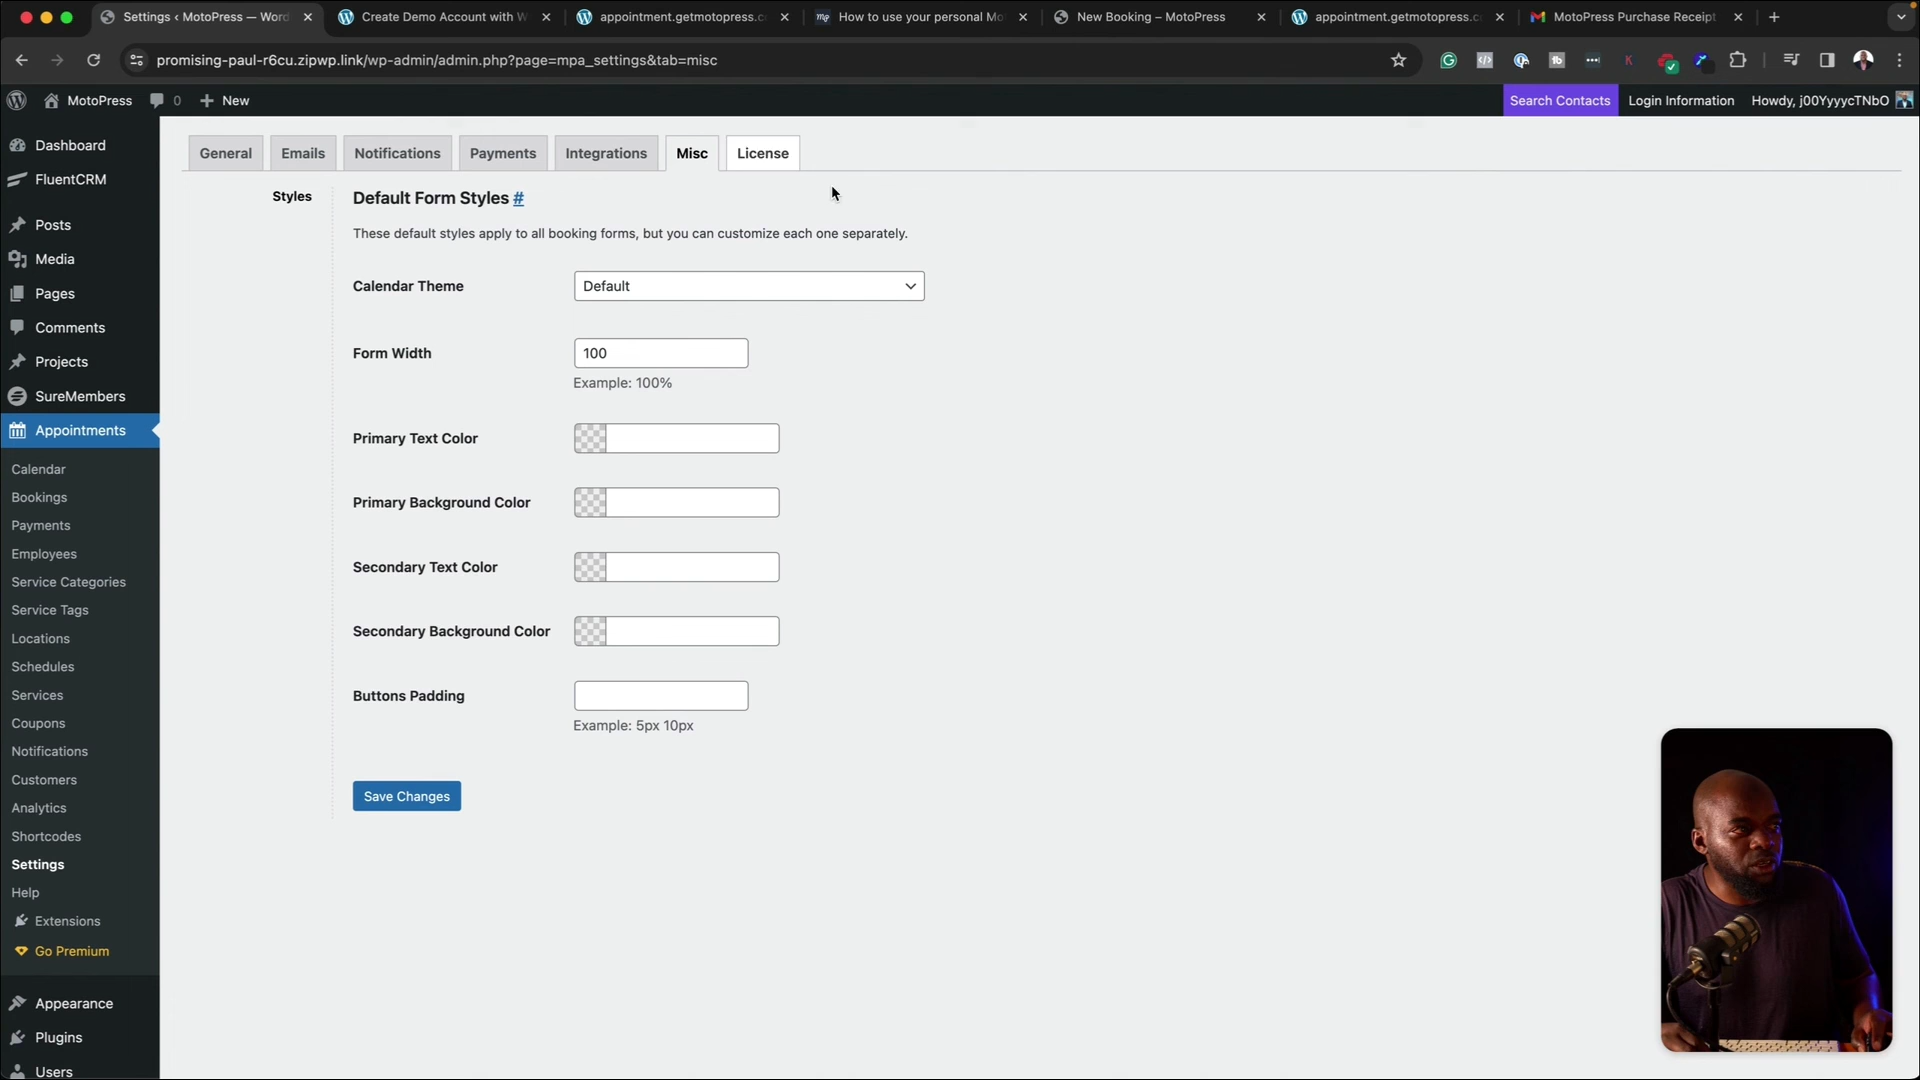 Settings ‹ MotoPress — Word
Create Demo Account with W
appointment.getmotopress.c
How to use your personal Mo
New Booking – MotoPress
appointment.getmotopress.c
MotoPress Purchase Receipt
promising-paul-r6cu.zipwp.link/wp-admin/admin.php?page=mpa_settings&tab=misc
MotoPress
0
New
Search Contacts
Login Information
Howdy, j00YyyycTNbO
Dashboard
FluentCRM
Posts
Media
Pages
Comments
Projects
SureMembers
Appointments
Calendar
Bookings
Payments
Employees
Service Categories
Service Tags
Locations
Schedules
Services
Coupons
Notifications
Customers
Analytics
Shortcodes
Settings
Help
Extensions
Go Premium
Appearance
Plugins
Users
General
Emails
Notifications
Payments
Integrations
Misc
License
Styles
Default Form Styles #
These default styles apply to all booking forms, but you can customize each one separately.
Calendar Theme
Default
Form Width
100
Example: 100%
Primary Text Color
Primary Background Color
Secondary Text Color
Secondary Background Color
Buttons Padding
Example: 5px 10px
Save Changes